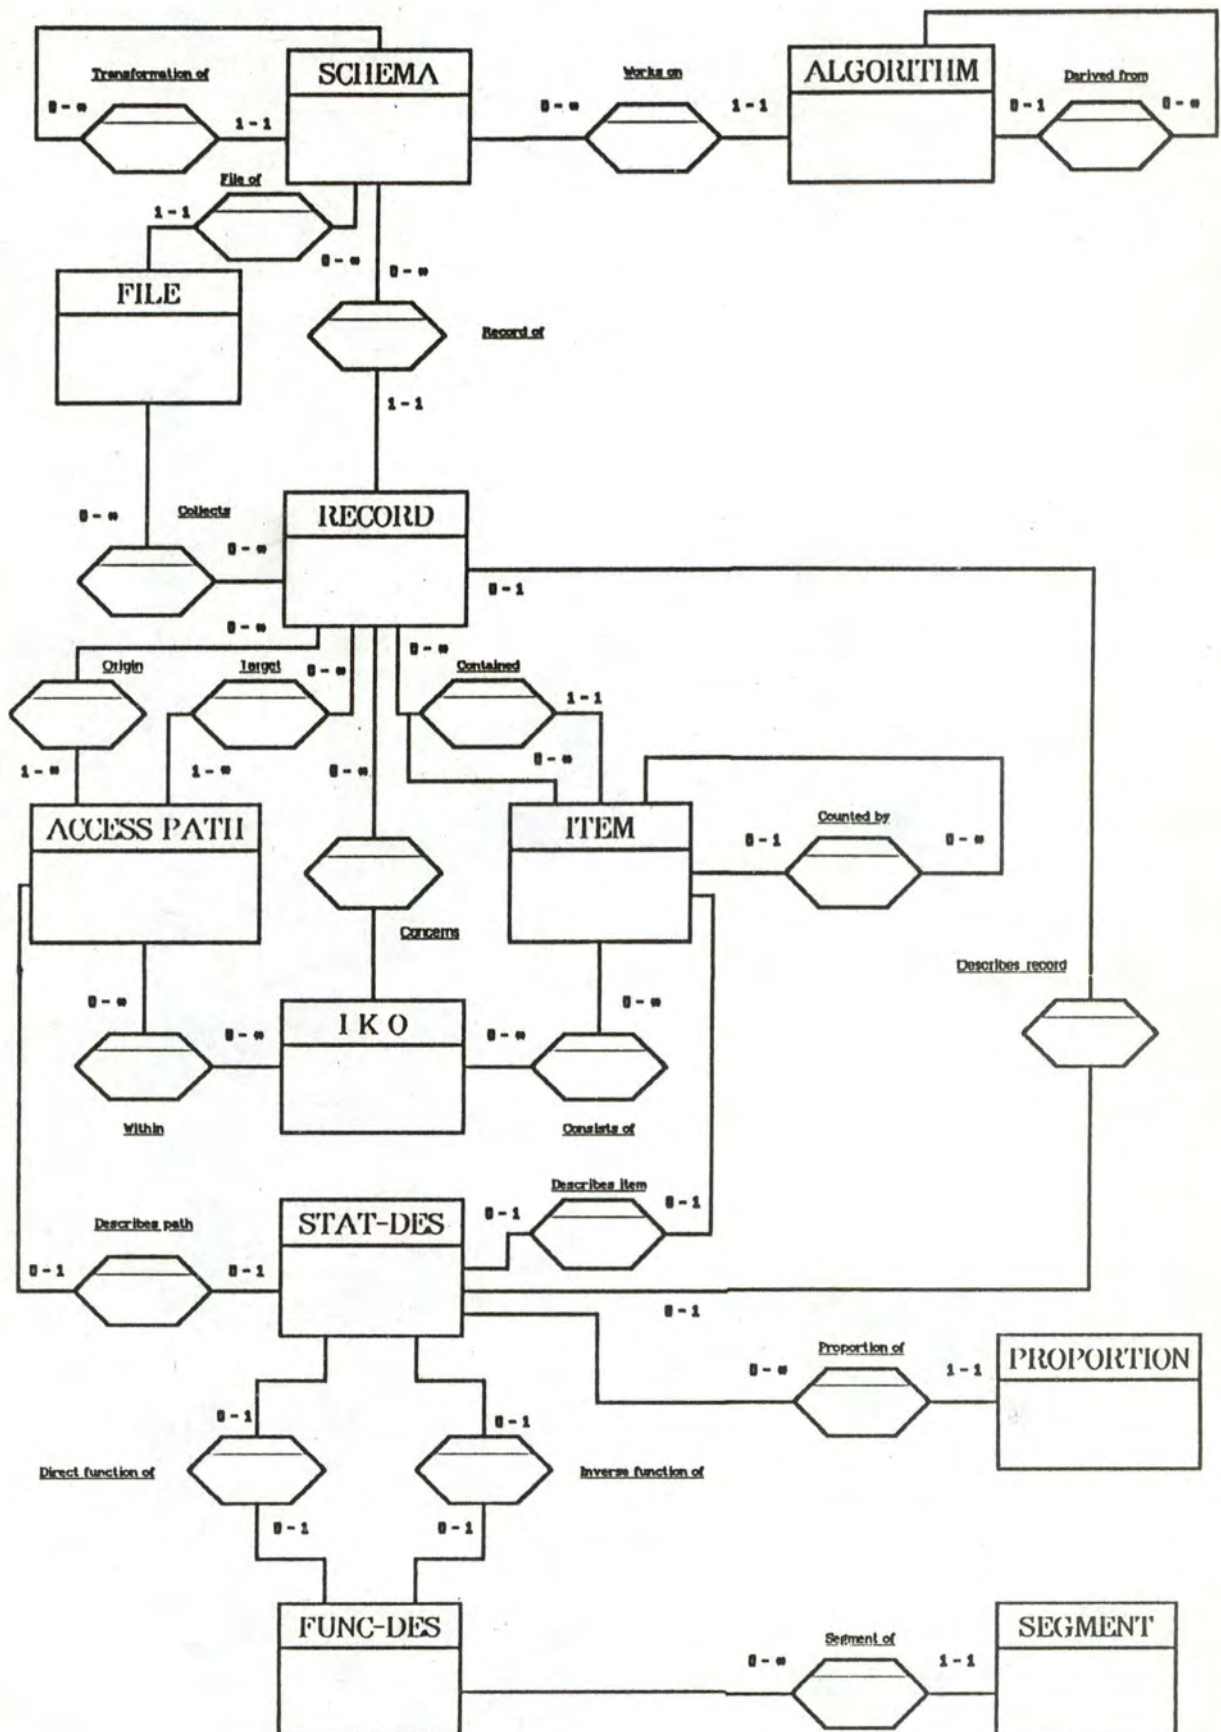 SCHEMA
ALGORITHM
Transformation of
Works on
Derived from
0 - ∞
1 - 1
0 - ∞
1 - 1
0 - 1
0 - ∞
File of
1 - 1
0 - ∞
0 - ∞
FILE
Record of
1 - 1
0 - ∞
Collects
RECORD
0 - ∞
0 - 1
0 - ∞
0 - ∞
Origin
Target
0 - ∞
Contained
1 - 1
1 - ∞
1 - ∞
0 - ∞
0 - ∞
ACCESS PATH
ITEM
Counted by
0 - 1
0 - ∞
Concerns
Describes record
0 - ∞
0 - ∞
I K O
0 - ∞
0 - ∞
Within
Consists of
Describes item
STAT-DES
0 - 1
0 - 1
Describes path
0 - 1
0 - 1
0 - 1
Proportion of
PROPORTION
0 - ∞
1 - 1
0 - 1
0 - 1
Direct function of
Inverse function of
0 - 1
0 - 1
FUNC-DES
SEGMENT
Segment of
0 - ∞
1 - 1